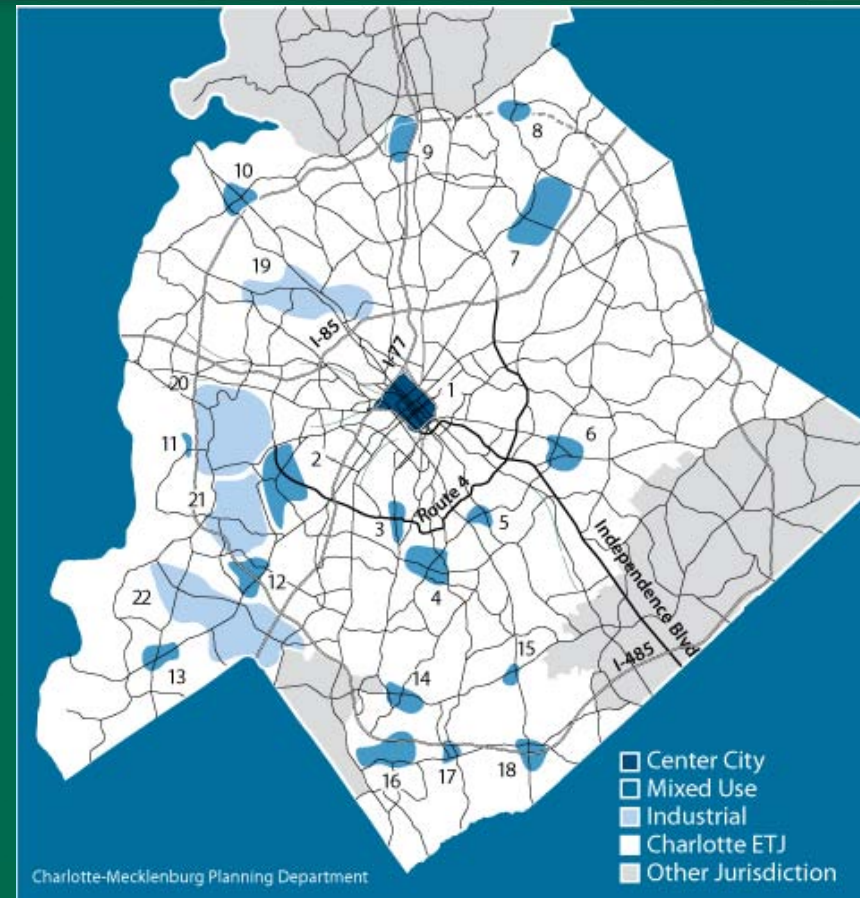 8
9
10
7
19
I-85
I-77
20
1
11
2
6
21
Route 4
3
5
Independence Blvd
12
4
22
15
I-485
13
14
16
17
18
Center City
Mixed Use
Industrial
Charlotte ETJ
Other Jurisdiction
Charlotte-Mecklenburg Planning Department